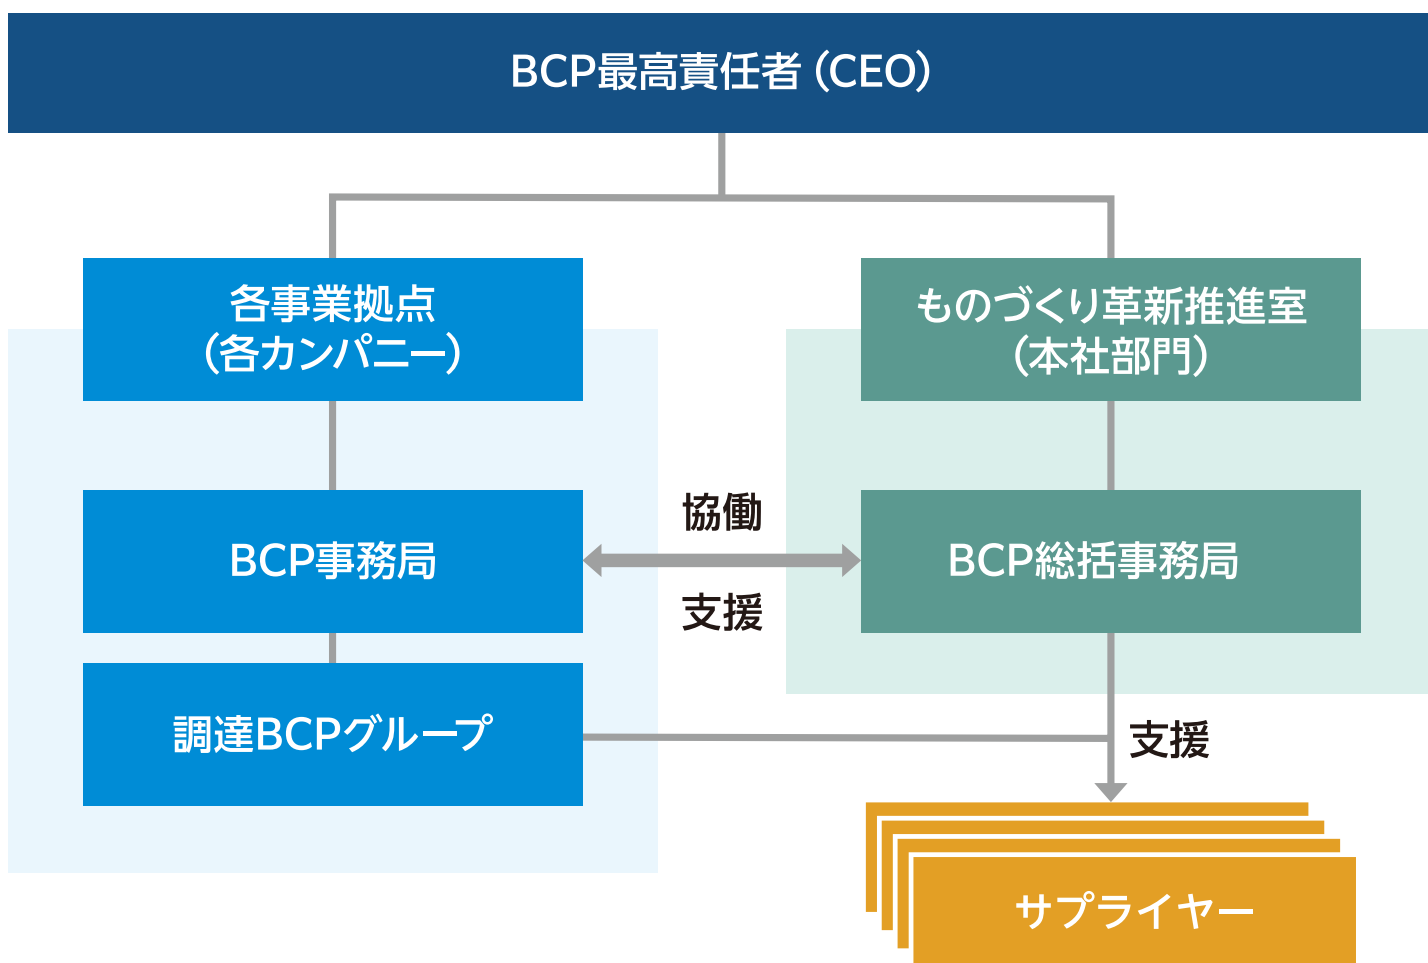 BCP最高責任者（CEO）
各事業拠点
（各カンパニー）
ものづくり革新推進室
（本社部門）
協働
BCP事務局
BCP総括事務局
支援
調達BCPグループ
支援
サプライヤー